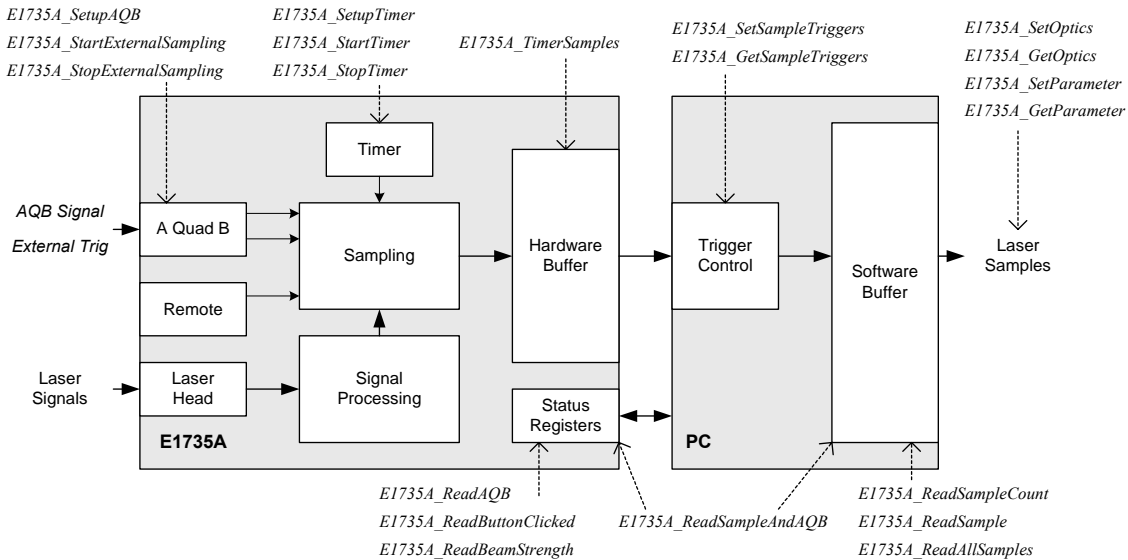 E1735A_SetupAQB
E1735A_StartExternalSampling
E1735A_StopExternalSampling
E1735A_SetupTimer
E1735A_StartTimer
E1735A_StopTimer
E1735A_TimerSamples
E1735A_SetSampleTriggers
E1735A_GetSampleTriggers
E1735A_SetOptics
E1735A_GetOptics
E1735A_SetParameter
E1735A_GetParameter
Timer
AQB Signal
External Trig
A Quad B
Sampling
Hardware
Buffer
Trigger
Control
Software
Buffer
Laser
Samples
Remote
Laser
Signals
Laser
Head
Signal
Processing
Status
Registers
E1735A
PC
E1735A_ReadAQB
E1735A_ReadButtonClicked
E1735A_ReadBeamStrength
E1735A_ReadSampleAndAQB
E1735A_ReadSampleCount
E1735A_ReadSample
E1735A_ReadAllSamples